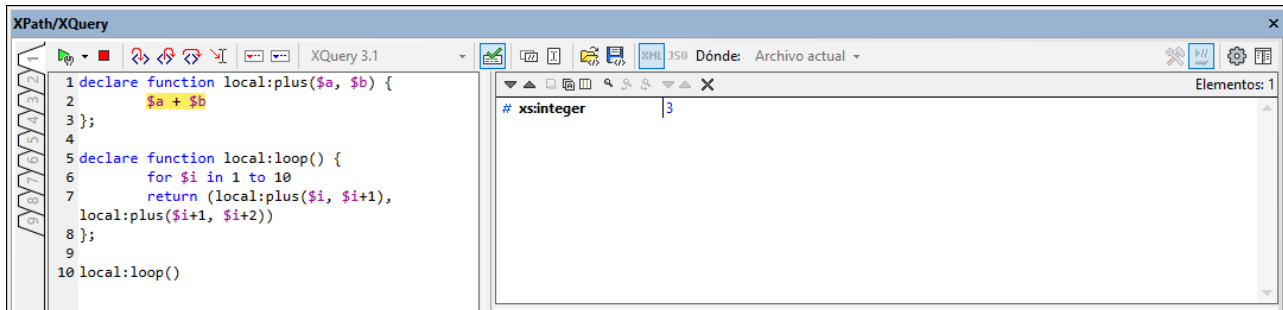 XPath/XQuery
XQuery 3.1
XML JSO Dónde: Archivo actual
1 declare function local:plus($a, $b) {
2 $a + $b
3 };
4
5 declare function local:loop() {
6 for $i in 1 to 10
7 return (local:plus($i, $i+1),
local:plus($i+1, $i+2))
8 };
9
10 local:loop()
Elementos: 1
# xs:integer 3
1
2
3
4
5
6
7
8
9